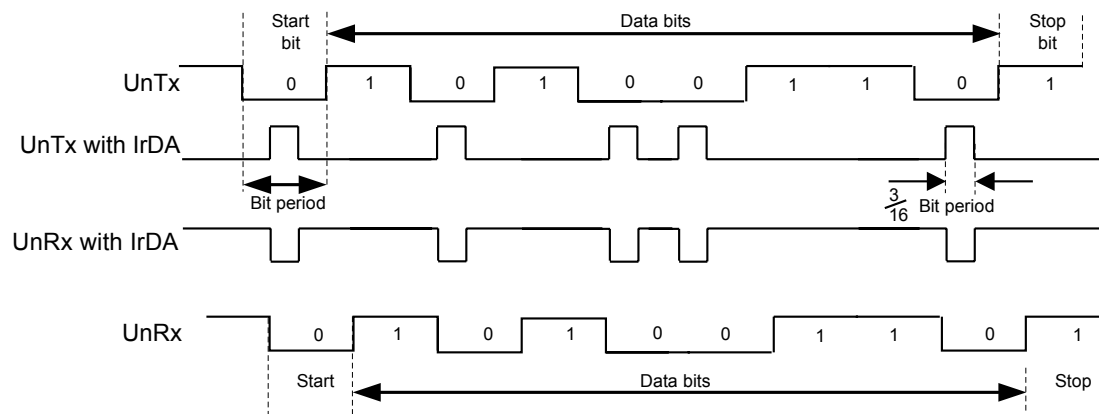 Start
bit
Data bits
Stop
bit
UnTx
0 1 0 1 0 0 1 1 0 1
UnTx with IrDA
Bit period
3
16
Bit period
UnRx with IrDA
UnRx
0 1 0 1 0 0 1 1 0 1
Start
Data bits
Stop